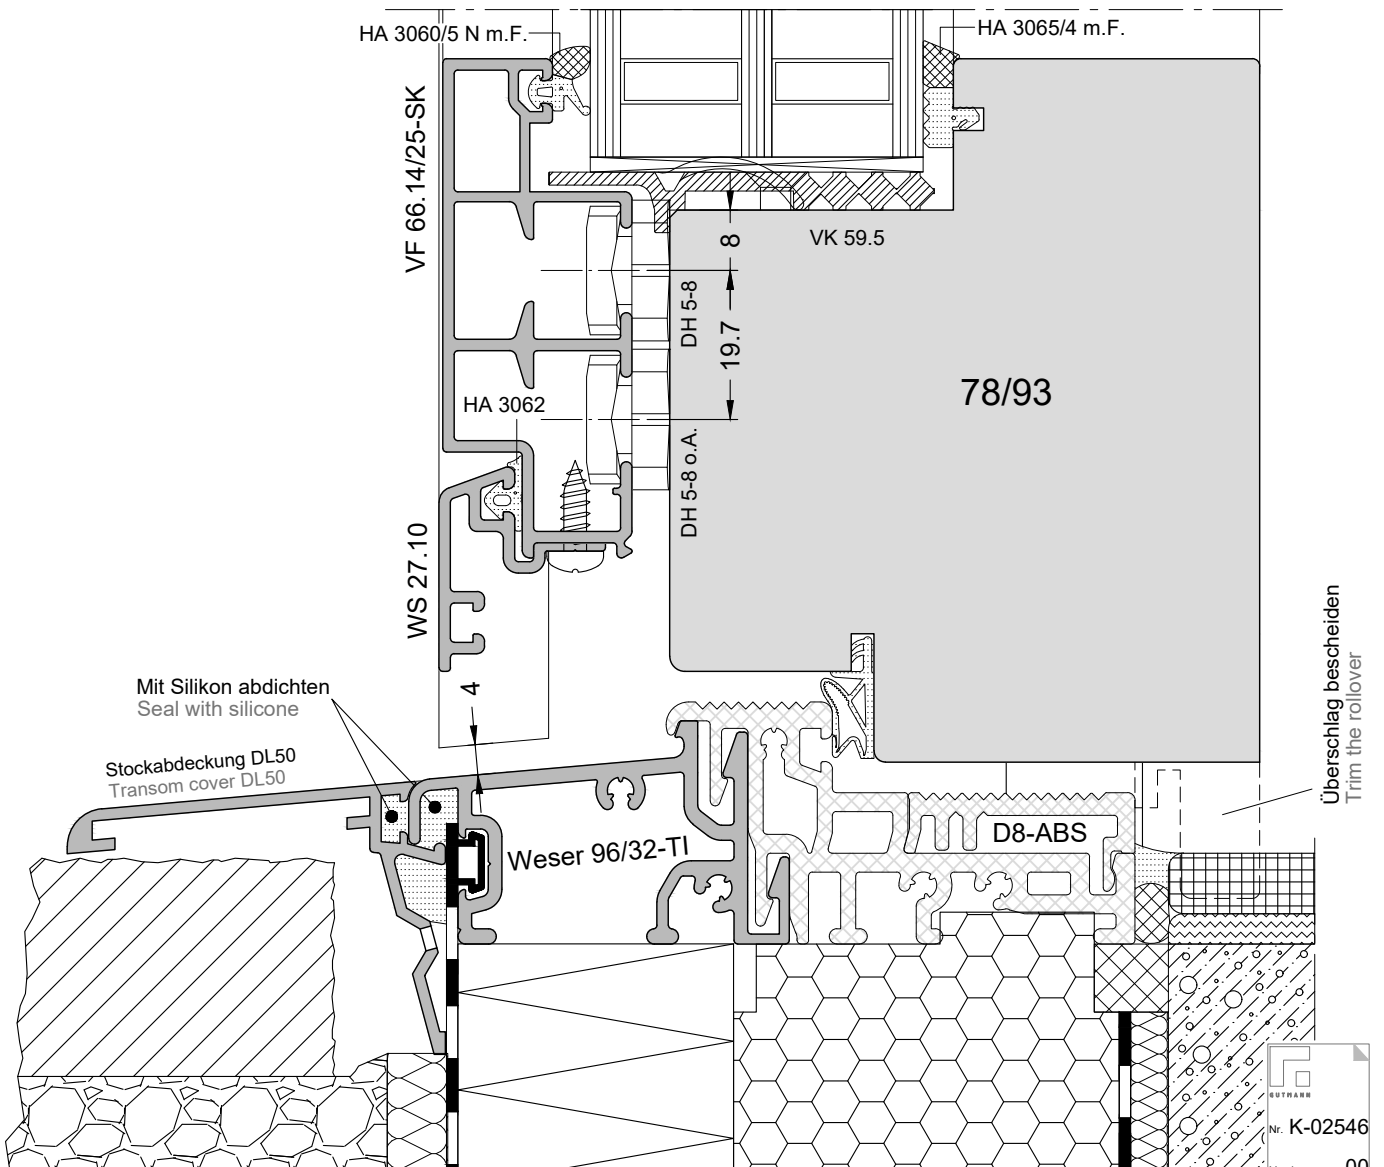 HA 3060/5 N m.F.
HA 3065/4 m.F.
VF 66.14/25-SK
8
VK 59.5
DH 5-8
19.7
78/93
HA 3062
DH 5-8 o.A.
WS 27.10
4
Mit Silikon abdichten
Seal with silicone
Stockabdeckung DL50
Transom cover DL50
Überschlag bescheiden
Trim the rollover
Weser 96/32-TI
D8-ABS
GUTMANN
Nr. K-02546